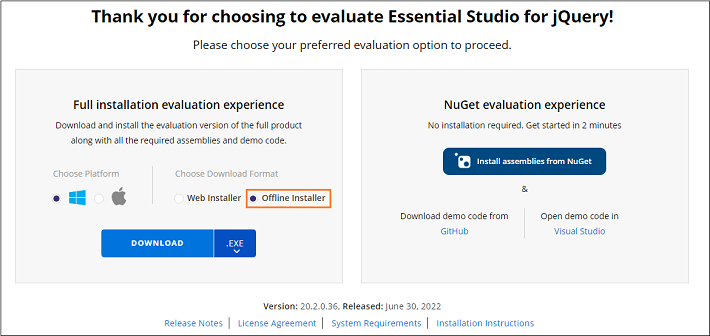 Thank you for choosing to evaluate Essential Studio for jQuery!
Please choose your preferred evaluation option to proceed.
Full installation evaluation experience
Download and install the evaluation version of the full product
along with all the required assemblies and demo code.
Choose Platform
Choose Download Format
Web Installer
Offline Installer
DOWNLOAD
.EXE
NuGet evaluation experience
No installation required. Get started in 2 minutes
Install assemblies from NuGet
&
Download demo code from
GitHub
Open demo code in
Visual Studio
Version: 20.2.0.36, Released: June 30, 2022
Release Notes | License Agreement | System Requirements | Installation Instructions